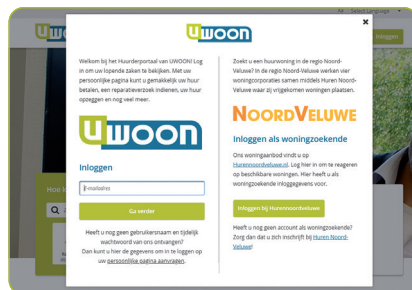 Select Language
Inloggen
uwoon
Welkom bij het Huurderportaal van UWOON! Log
in om uw lopende zaken te bekijken. Met uw
persoonlijke pagina kunt u gemakkelijk uw huur
betalen, een reparatieverzoek indienen, uw huur
opzeggen en nog veel meer.
uwoon
Inloggen
E-mailadres
Ga verder
Heeft u nog geen gebruikersnaam en tijdelijk
wachtwoord van ons ontvangen?
Dan kunt u hier de gegevens om in te loggen op
uw persoonlijke pagina aanvragen.
Zoekt u een huurwoning in de regio Noord-
Veluwe? In de regio Noord-Veluwe werken vier
woningcorporaties samen middels Huren Noord-
Veluwe waar zij vrijgekomen woningen plaatsen.
NOORDVELUWE
Inloggen als woningzoekende
Ons woningaanbod vindt u op
Hurennoordveluwe.nl. Log hier in om te reageren
op beschikbare woningen. Hier heeft u als
woningzoekende inloggegevens voor.
Inloggen bij Hurennoordveluwe
Heeft u nog geen account als woningzoekende?
Zorg dan dat u zich inschrijft bij Huren Noord-
Veluwe!